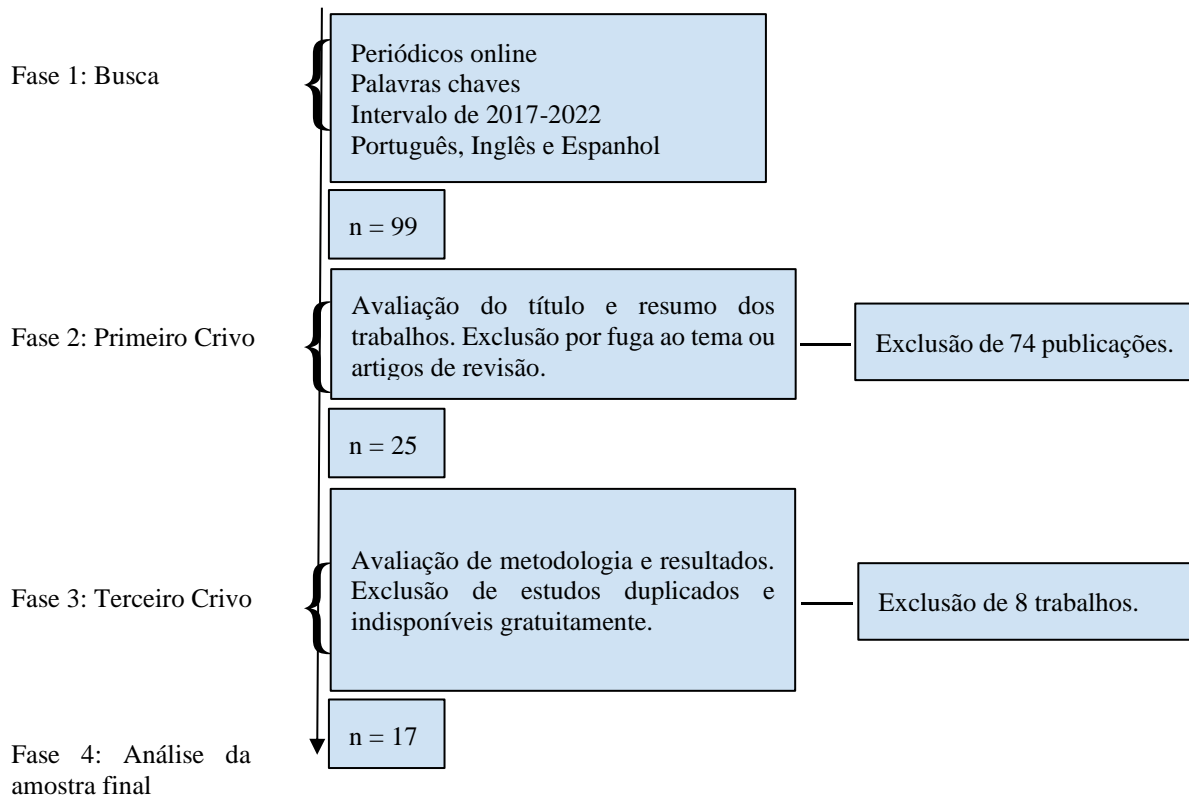 Fase 1: Busca
Periódicos online
Palavras chaves
Intervalo de 2017-2022
Português, Inglês e Espanhol
n = 99
Fase 2: Primeiro Crivo
Avaliação do título e resumo dos
trabalhos. Exclusão por fuga ao tema ou
artigos de revisão.
Exclusão de 74 publicações.
n = 25
Fase 3: Terceiro Crivo
Avaliação de metodologia e resultados.
Exclusão de estudos duplicados e
indisponíveis gratuitamente.
Exclusão de 8 trabalhos.
n = 17
Fase 4: Análise da
amostra final